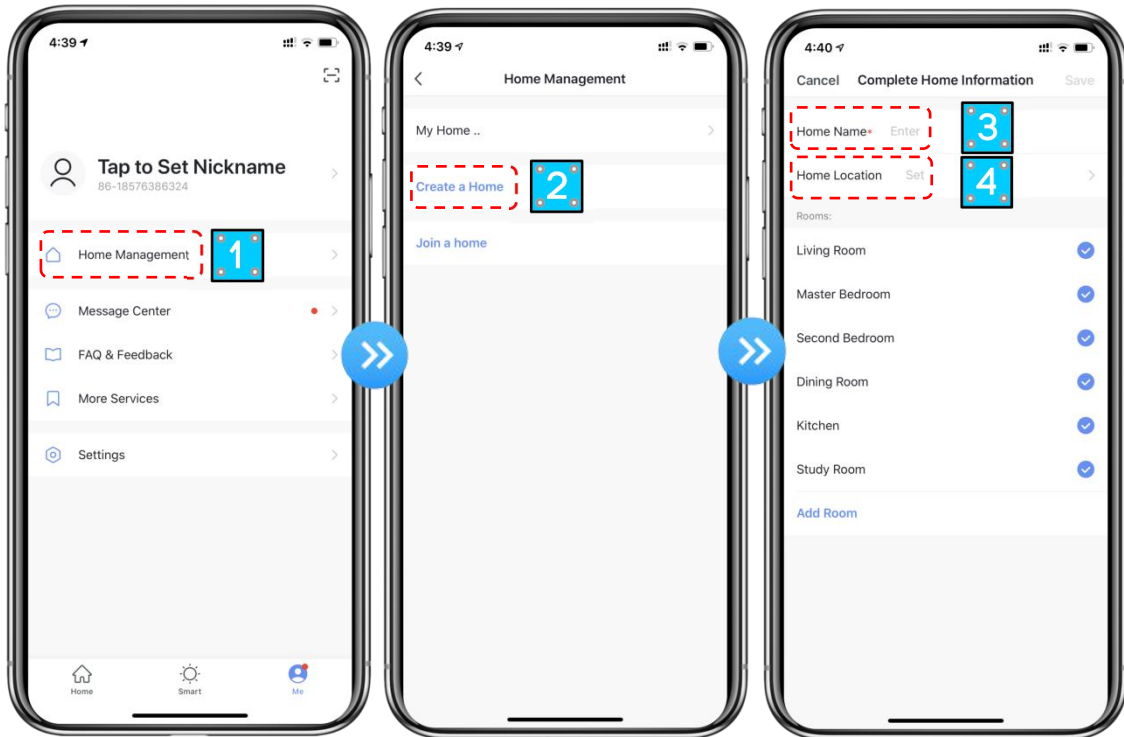 4:39
Tap to Set Nickname
86-18576386324
Home Management
1
Message Center
FAQ & Feedback
More Services
Settings
Home
Smart
Me
4:39
Home Management
My Home ..
Create a Home
2
Join a home
4:40
Cancel Complete Home Information Save
Home Name* Enter
3
Home Location Set
4
Rooms:
Living Room
Master Bedroom
Second Bedroom
Dining Room
Kitchen
Study Room
Add Room